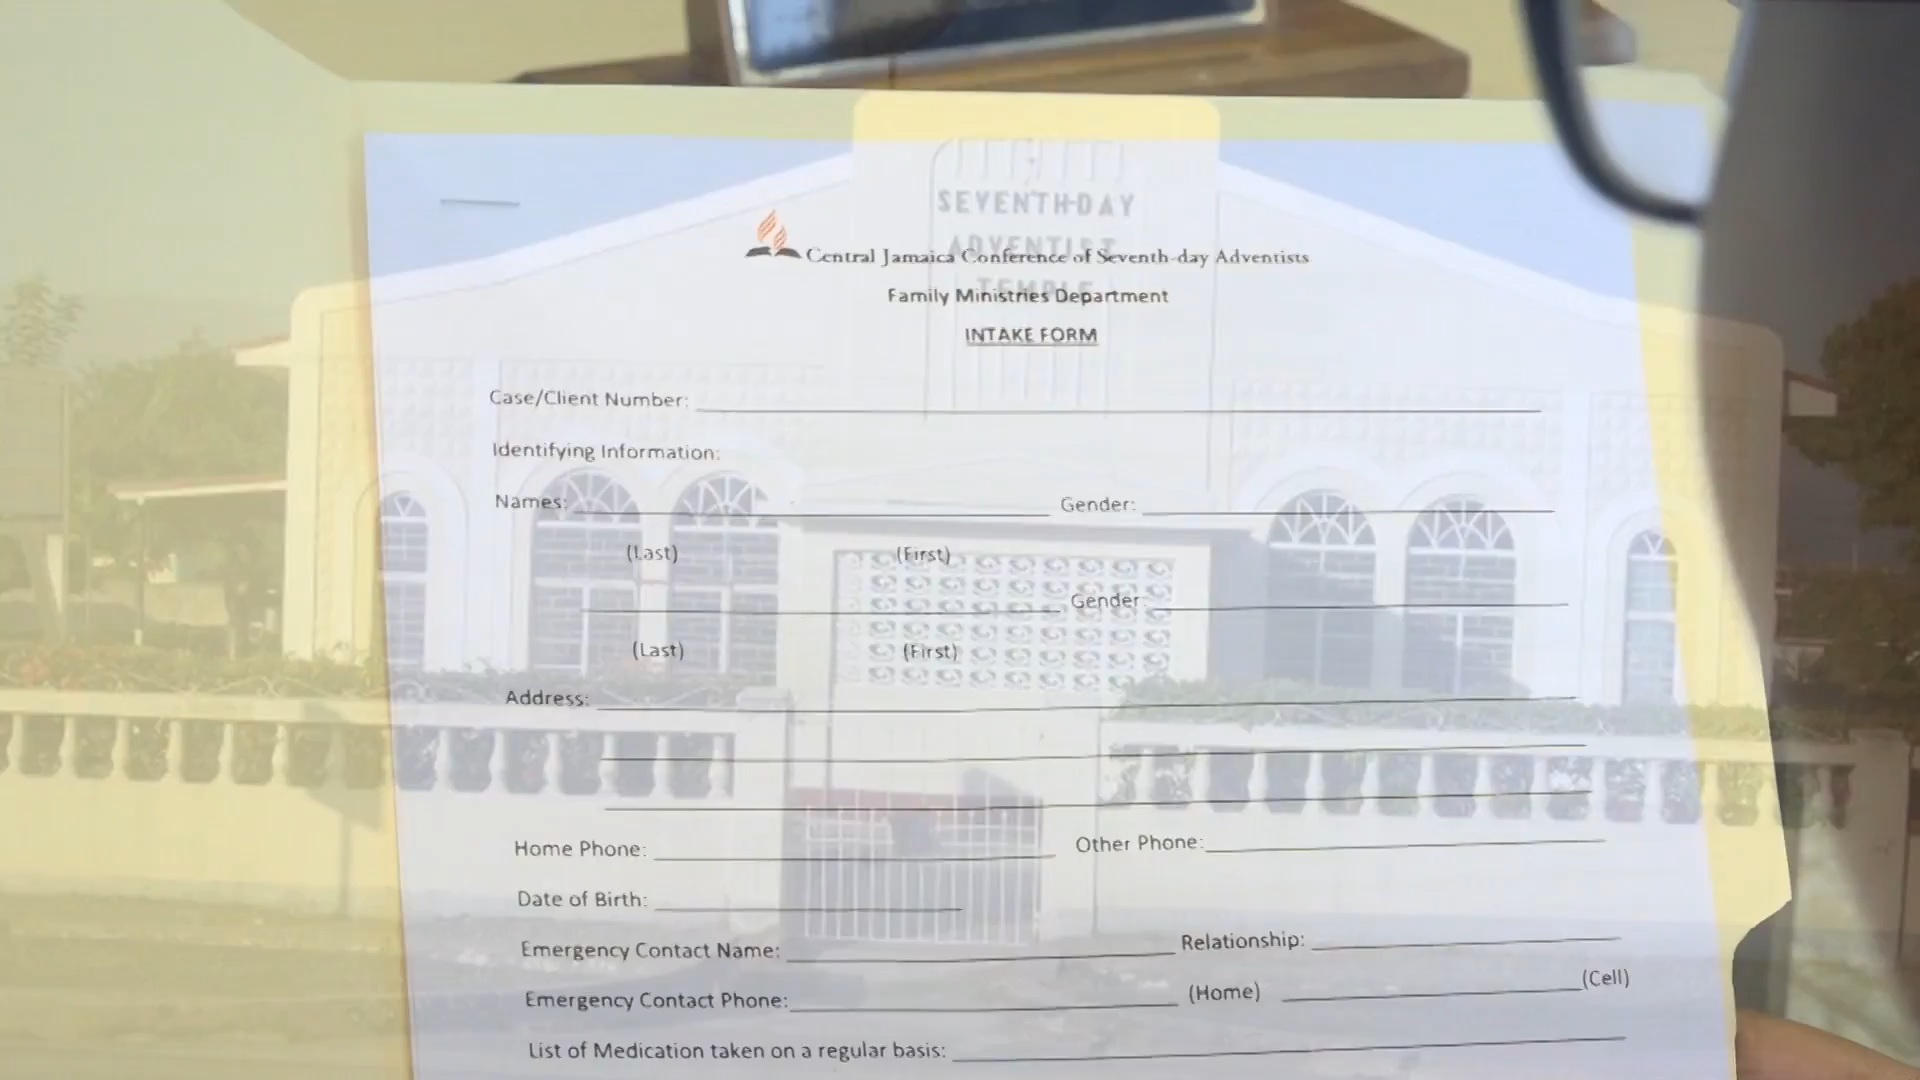 SEVENTH-DAY
ADVENTIST
TEMPLE
Central Jamaica Conference of Seventh-day Adventists
Family Ministries Department
INTAKE FORM
Case/Client Number:
Identifying Information:
Names: Gender:
(Last) (First)
Gender
(Last) (First)
Address:
Home Phone: Other Phone:
Date of Birth:
Emergency Contact Name: Relationship:
Emergency Contact Phone: (Home) (Cell)
List of Medication taken on a regular basis: